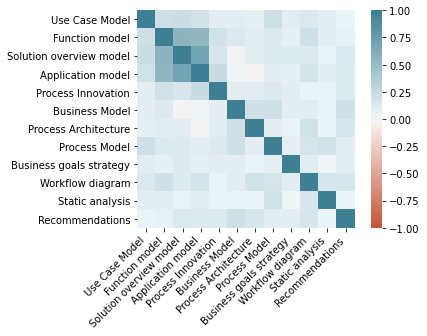 Use Case Model
Function model
Solution overview model
Application model
Process Innovation
Business Model
Process Architecture
Process Model
Business goals strategy
Workflow diagram
Static analysis
Recommendations
Use Case Model
Function model
Solution overview model
Application model
Process Innovation
Business Model
Process Architecture
Process Model
Business goals strategy
Workflow diagram
Static analysis
Recommendations
1.00
0.75
0.50
0.25
0.00
−0.25
−0.50
−0.75
−1.00